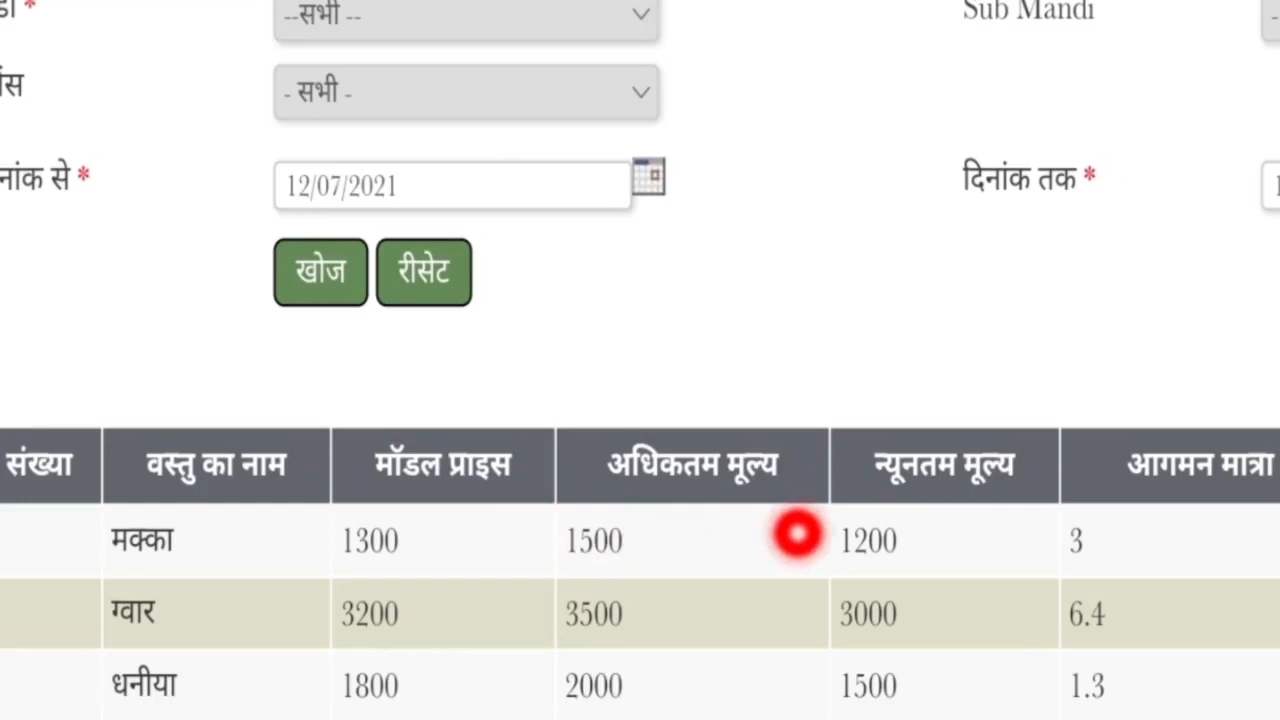 --सभी -- Sub Mandi
- सभी -
से * 12/07/2021 दिनांक तक *
खोज रीसेट
संख्या वस्तु का नाम मॉडल प्राइस अधिकतम मूल्य न्यूनतम मूल्य आगमन मात्रा
मक्का 1300 1500 1200 3
ग्वार 3200 3500 3000 6.4
धनीया 1800 2000 1500 1.3